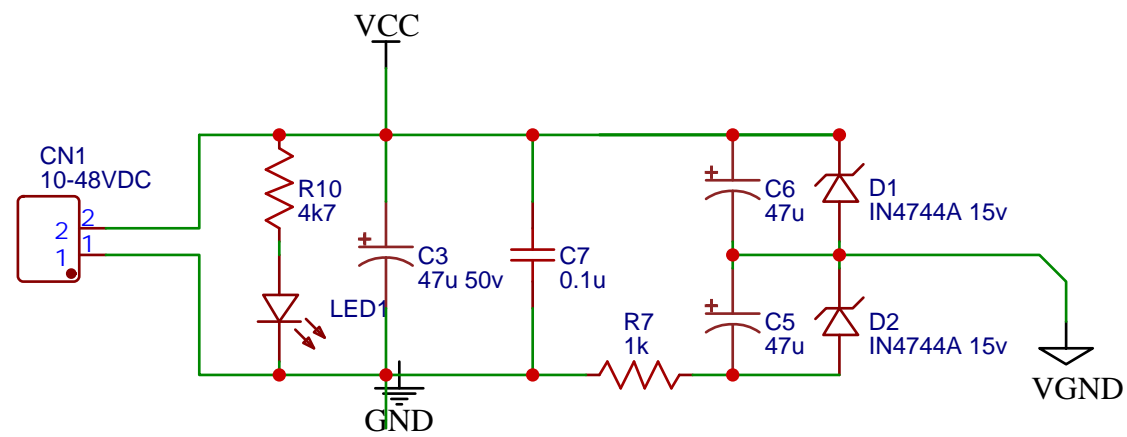 VCC
CN1
10-48VDC
2
2
1
1
R10
4k7
LED1
C3
47u 50v
C7
0.1u
C6
47u
D1
IN4744A 15v
R7
1k
C5
47u
D2
IN4744A 15v
GND
VGND